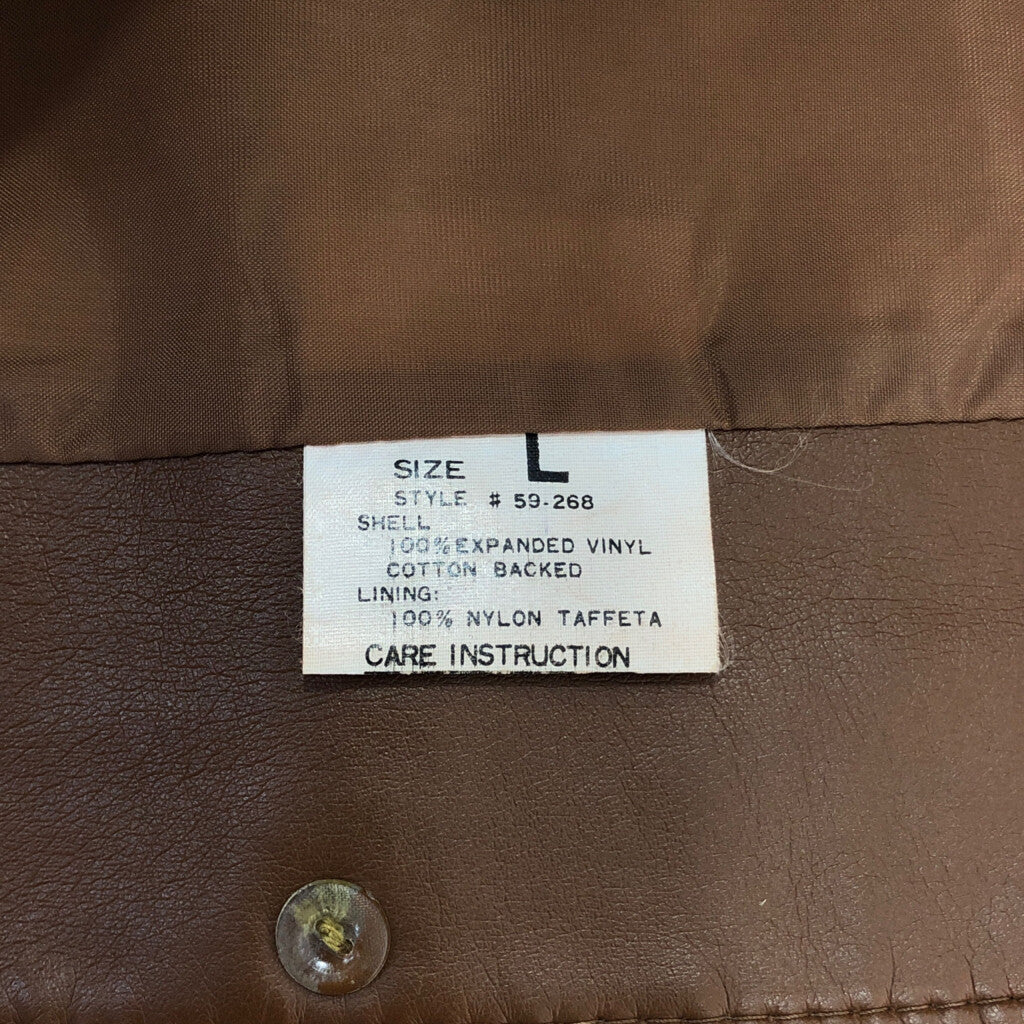 SIZE L
STYLE # 59-268
SHELL
100% EXPANDED VINYL
COTTON BACKED
LINING:
100% NYLON TAFFETA
CARE INSTRUCTION